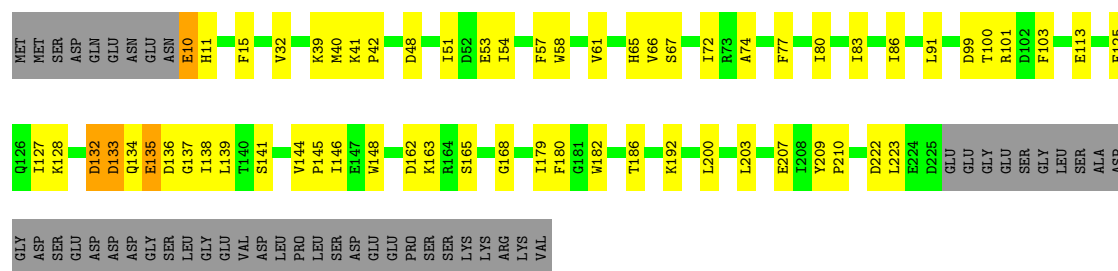 MET MET SER ASP GLN GLU ASN GLU ASN E10 H11 F15 V32 K39 M40 K41 P42 D48 I51 D52 E53 I54 F57 W58 V61 H65 V66 S67 I72 R73 A74 F77 I80 I83 I86 L91 D99 T100 R101 D102 F103 E113
Q126 I127 K128 D132 D133 Q134 E135 D136 G137 I138 L139 T140 S141 V144 P145 I146 E147 W148 D162 K163 R164 S165 G168 I179 F180 G181 W182 T186 K192 L200 L203 E207 I208 Y209 P210 D222 L223 E224 D225 GLU GLU GLY GLU SER GLY LEU SER ALA ASP
GLY ASP SER GLU ASP ASP ASP GLY SER LEU GLY GLU VAL ASP LEU PRO LEU SER ASP GLU GLU PRO SER SER LYS LYS ARG LYS VAL